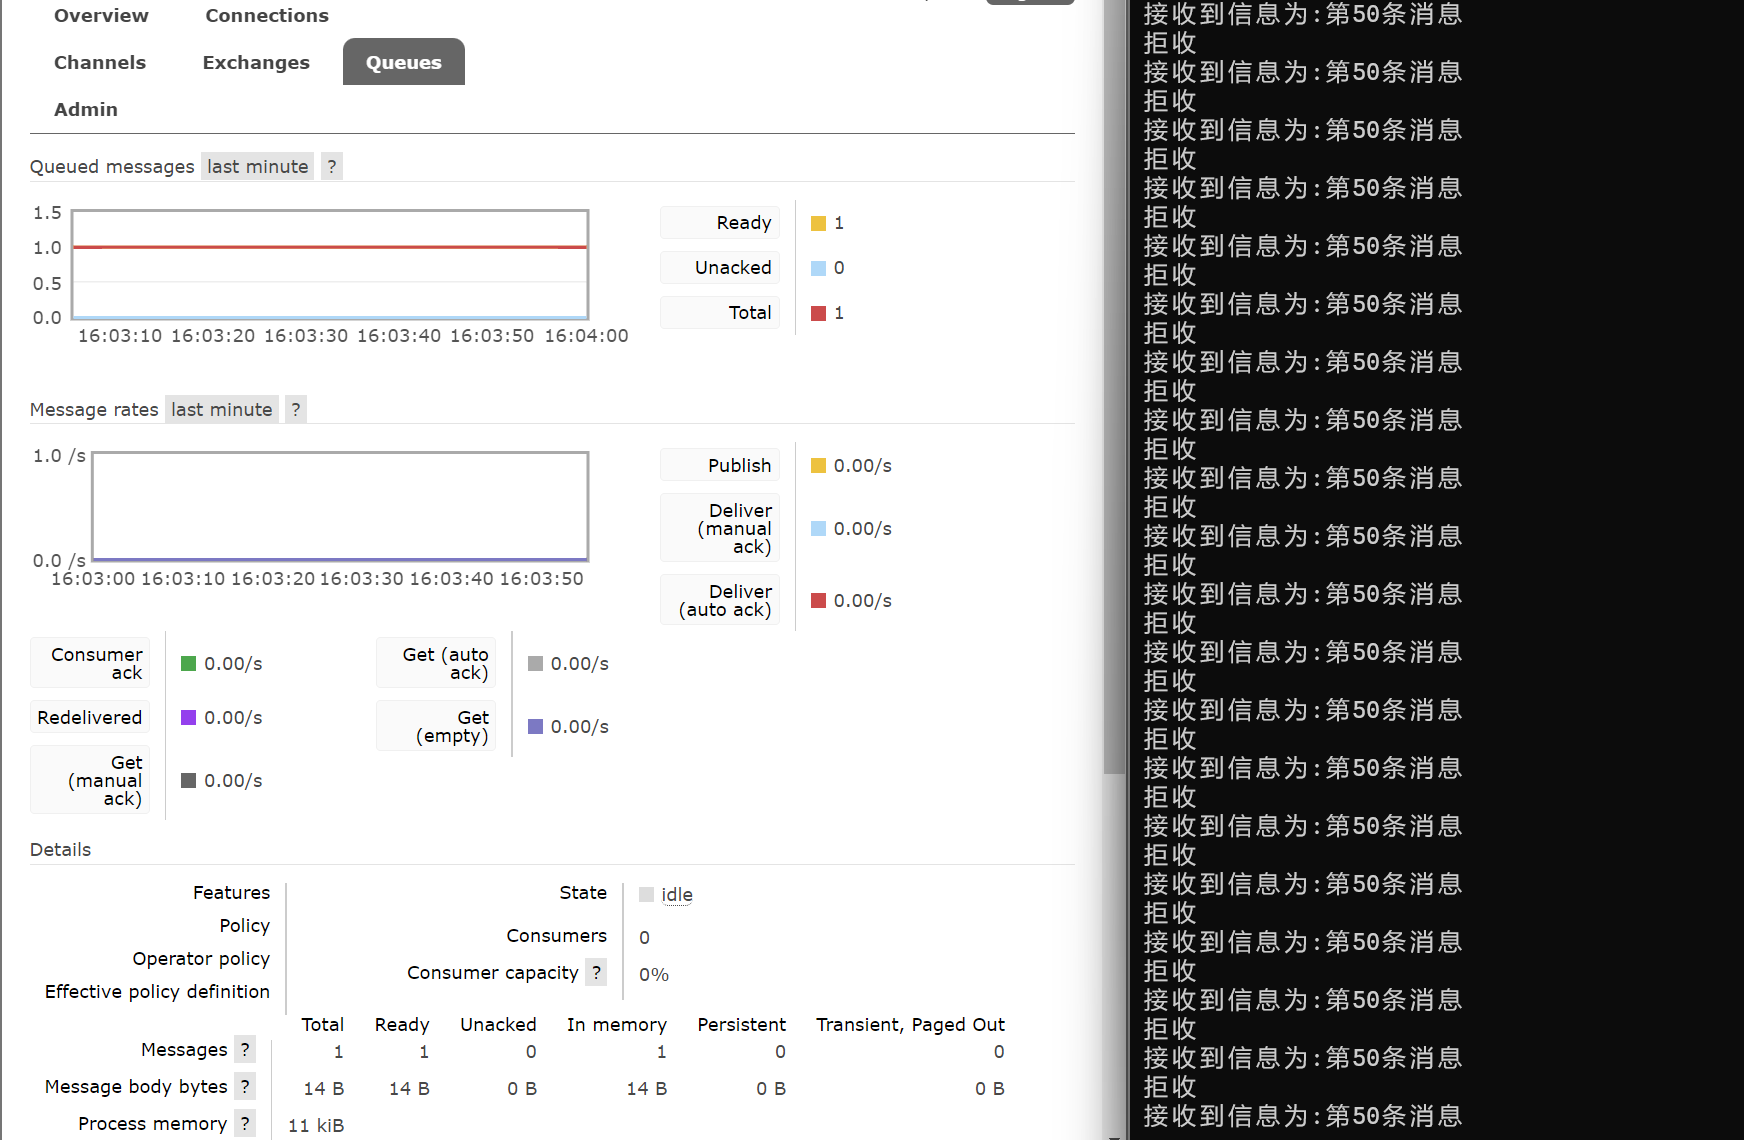 Overview Connections
Channels Exchanges Queues
Admin
Queued messages last minute ?
1.5
1.0
0.5
0.0
16:03:10 16:03:20 16:03:30 16:03:40 16:03:50 16:04:00
Ready 1
Unacked 0
Total 1
Message rates last minute ?
1.0 /s
0.0 /s
16:03:00 16:03:10 16:03:20 16:03:30 16:03:40 16:03:50
Publish 0.00/s
Deliver
(manual 0.00/s
ack)
Deliver
(auto ack) 0.00/s
Consumer
ack 0.00/s
Redelivered 0.00/s
Get
(manual 0.00/s
ack)
Get (auto
ack) 0.00/s
Get
(empty) 0.00/s
Details
Features
Policy
Operator policy
Effective policy definition
State idle
Consumers 0
Consumer capacity ? 0%
Total Ready Unacked In memory Persistent Transient, Paged Out
Messages ? 1 1 0 1 0 0
Message body bytes ? 14 B 14 B 0 B 14 B 0 B 0 B
Process memory ? 11 kiB
接收到信息为:第50条消息
拒收
接收到信息为:第50条消息
拒收
接收到信息为:第50条消息
拒收
接收到信息为:第50条消息
拒收
接收到信息为:第50条消息
拒收
接收到信息为:第50条消息
拒收
接收到信息为:第50条消息
拒收
接收到信息为:第50条消息
拒收
接收到信息为:第50条消息
拒收
接收到信息为:第50条消息
拒收
接收到信息为:第50条消息
拒收
接收到信息为:第50条消息
拒收
接收到信息为:第50条消息
拒收
接收到信息为:第50条消息
拒收
接收到信息为:第50条消息
拒收
接收到信息为:第50条消息
拒收
接收到信息为:第50条消息
拒收
接收到信息为:第50条消息
拒收
接收到信息为:第50条消息
拒收
接收到信息为:第50条消息